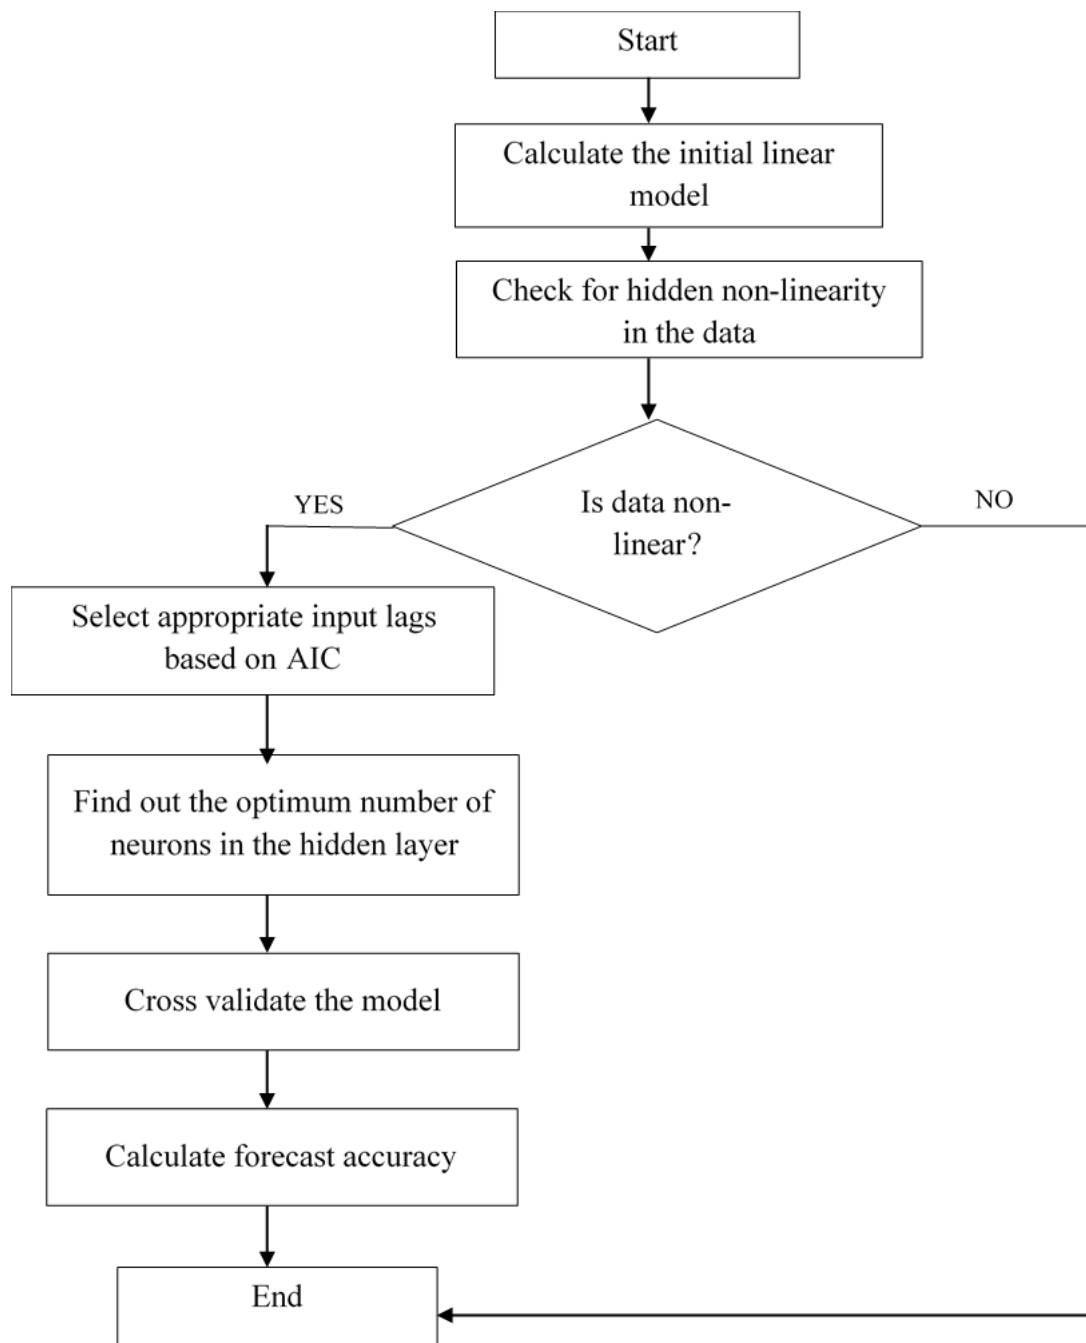 Start
Calculate the initial linear
model
Check for hidden non-linearity
in the data
Is data non-
linear?
YES
NO
Select appropriate input lags
based on AIC
Find out the optimum number of
neurons in the hidden layer
Cross validate the model
Calculate forecast accuracy
End